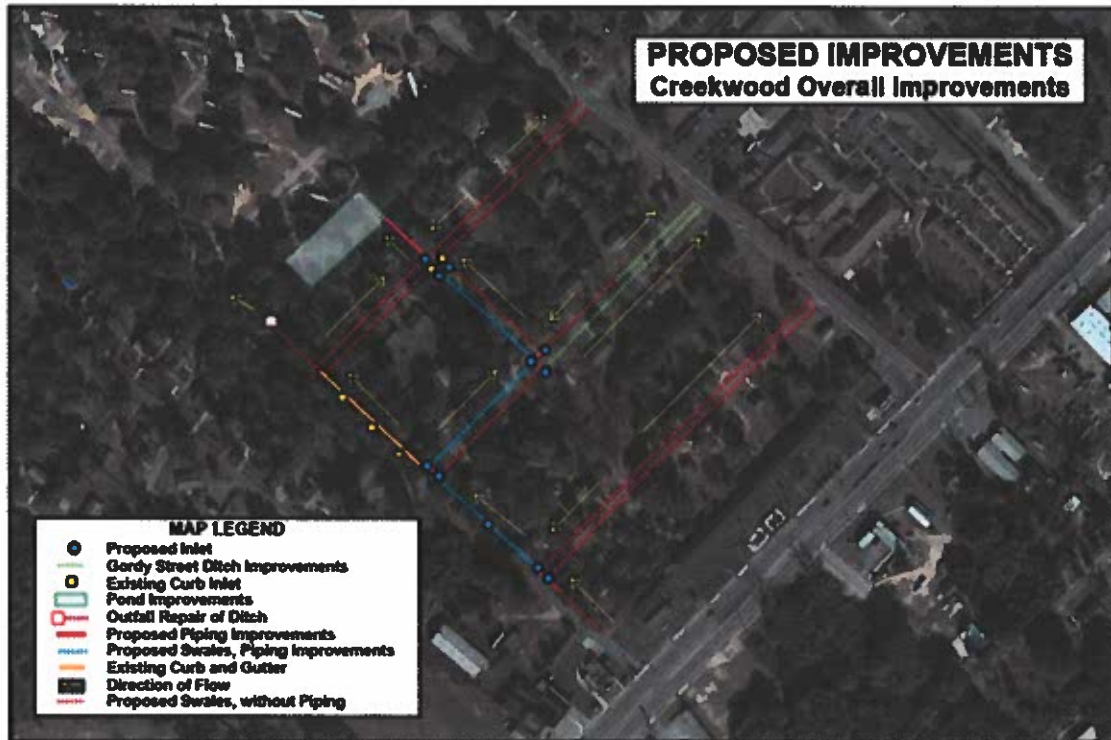 PROPOSED IMPROVEMENTS
Creekwood Overall Improvements
MAP LEGEND
Proposed Inlet
Gordy Street Ditch Improvements
Existing Curb Inlet
Pond Improvements
Outfall Repair of Ditch
Proposed Piping Improvements
Proposed Swales, Piping Improvements
Existing Curb and Gutter
Direction of Flow
Proposed Swales, without Piping